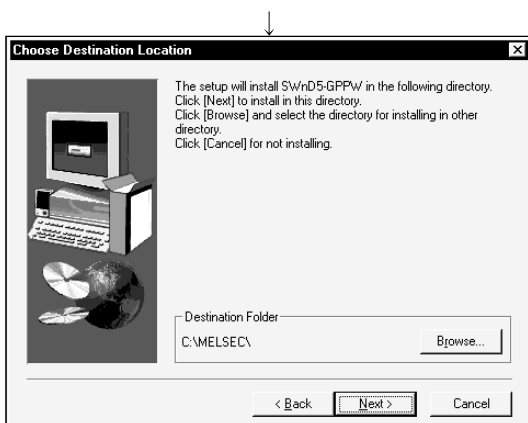 Choose Destination Location
The setup will install SWnD5-GPPW in the following directory.
Click [Next] to install in this directory.
Click [Browse] and select the directory for installing in other
directory.
Click [Cancel] for not installing.
Destination Folder
C:\MELSEC\
Browse...
< Back
Next >
Cancel